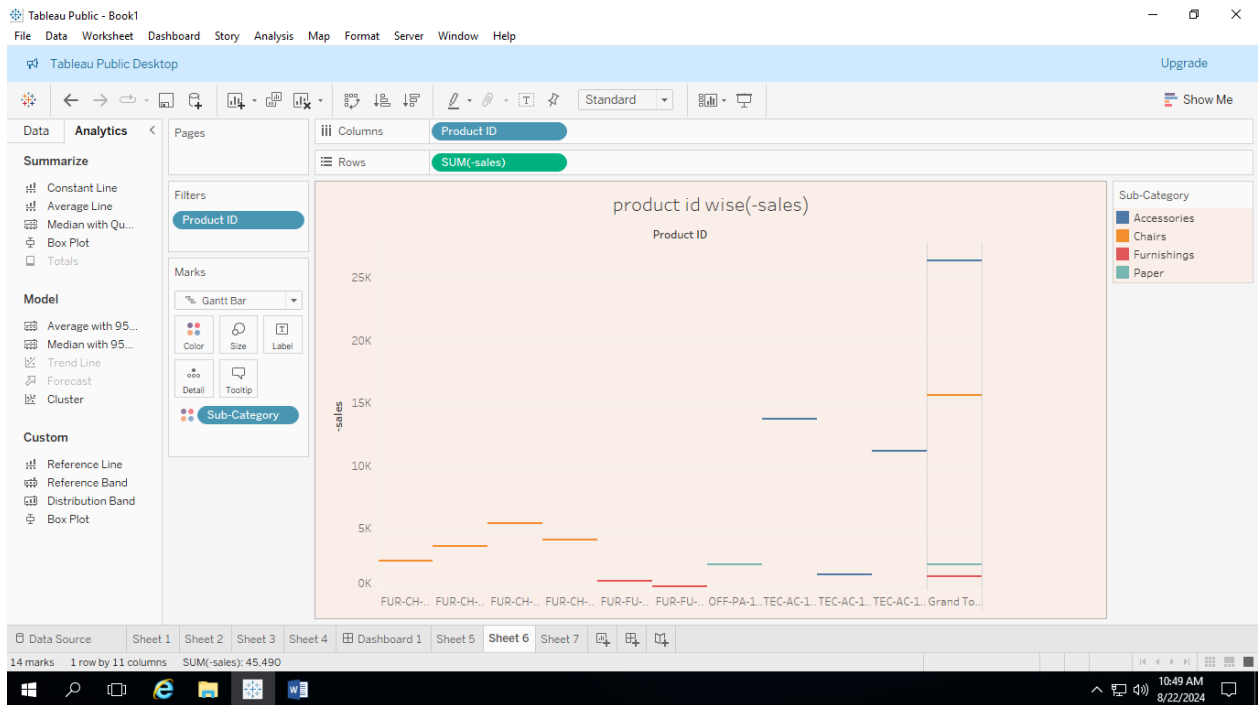 Tableau Public - Book1
File Data Worksheet Dashboard Story Analysis Map Format Server Window Help
Tableau Public Desktop Upgrade
Standard Show Me
Data Analytics
Summarize
Constant Line
Average Line
Median with Qu...
Box Plot
Totals
Model
Average with 95...
Median with 95...
Trend Line
Forecast
Cluster
Custom
Reference Line
Reference Band
Distribution Band
Box Plot
Pages
Filters
Product ID
Marks
Gantt Bar
Color Size Label
Detail Tooltip
Sub-Category
Columns Product ID
Rows SUM(-sales)
product id wise(-sales)
Product ID
-sales
25K
20K
15K
10K
5K
0K
FUR-CH-.. FUR-CH-.. FUR-CH-.. FUR-CH-.. FUR-FU-.. FUR-FU-.. OFF-PA-1.. TEC-AC-1.. TEC-AC-1.. TEC-AC-1.. Grand To..
Sub-Category
Accessories
Chairs
Furnishings
Paper
Data Source Sheet 1 Sheet 2 Sheet 3 Sheet 4 Dashboard 1 Sheet 5 Sheet 6 Sheet 7
14 marks 1 row by 11 columns SUM(-sales): 45,490
10:49 AM
8/22/2024